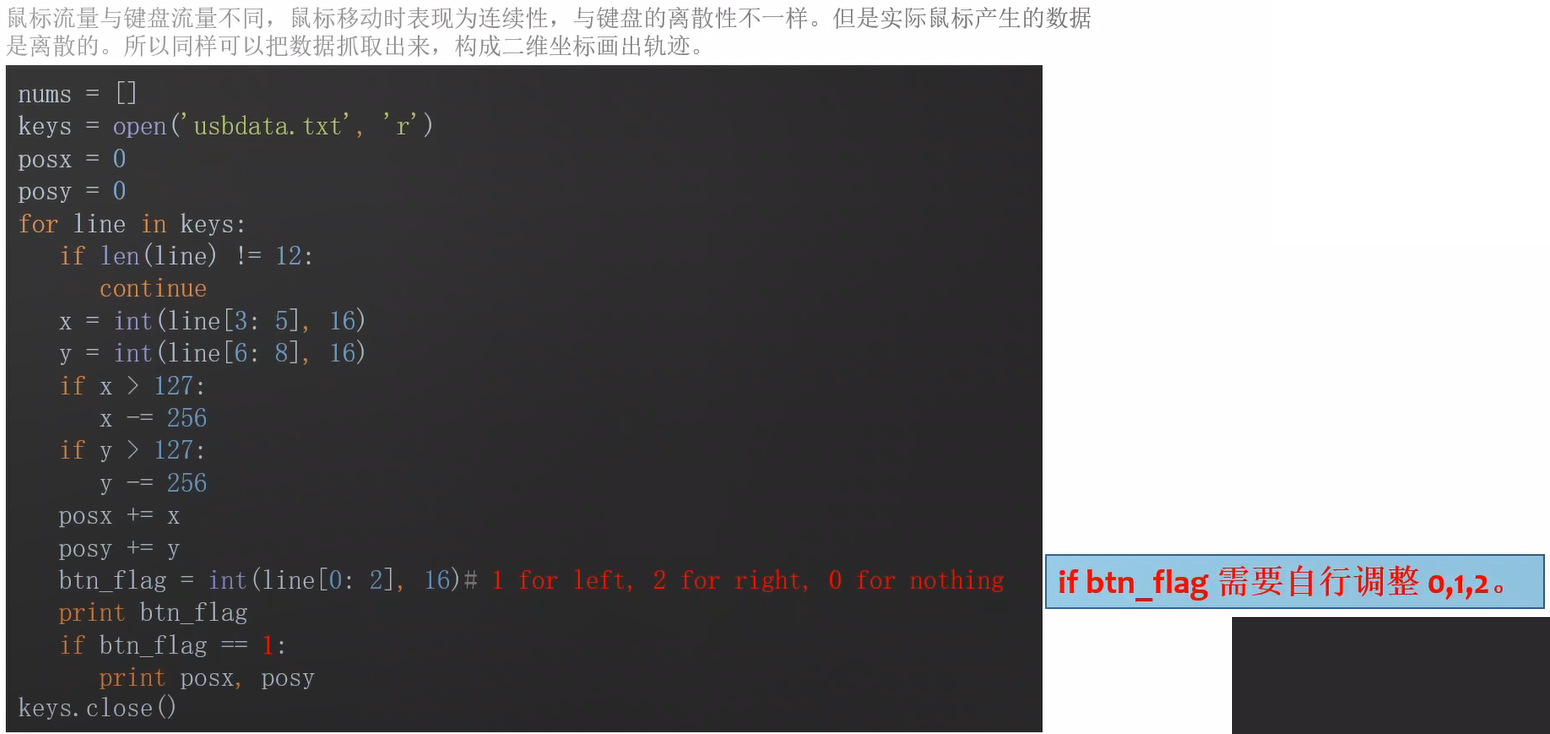 鼠标流量与键盘流量不同，鼠标移动时表现为连续性，与键盘的离散性不一样。但是实际鼠标产生的数据
是离散的。所以同样可以把数据抓取出来，构成二维坐标画出轨迹。
nums = []
keys = open('usbdata.txt', 'r')
posx = 0
posy = 0
for line in keys:
   if len(line) != 12:
      continue
   x = int(line[3: 5], 16)
   y = int(line[6: 8], 16)
   if x > 127:
      x -= 256
   if y > 127:
      y -= 256
   posx += x
   posy += y
   btn_flag = int(line[0: 2], 16)# 1 for left, 2 for right, 0 for nothing
if btn_flag 需要自行调整 0,1,2。
   print btn_flag
   if btn_flag == 1:
      print posx, posy
keys.close()